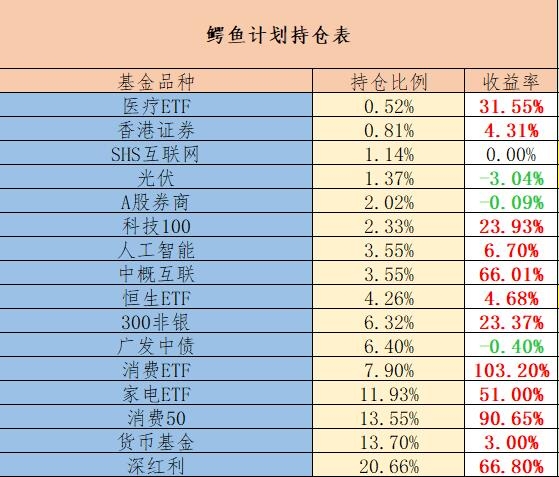 鳄鱼计划持仓表
基金品种 持仓比例 收益率
医疗ETF 0.52% 31.55%
香港证券 0.81% 4.31%
SHS互联网 1.14% 0.00%
光伏 1.37% -3.04%
A股券商 2.02% -0.09%
科技100 2.33% 23.93%
人工智能 3.55% 6.70%
中概互联 3.55% 66.01%
恒生ETF 4.26% 4.68%
300非银 6.32% 23.37%
广发中债 6.40% -0.40%
消费ETF 7.90% 103.20%
家电ETF 11.93% 51.00%
消费50 13.55% 90.65%
货币基金 13.70% 3.00%
深红利 20.66% 66.80%